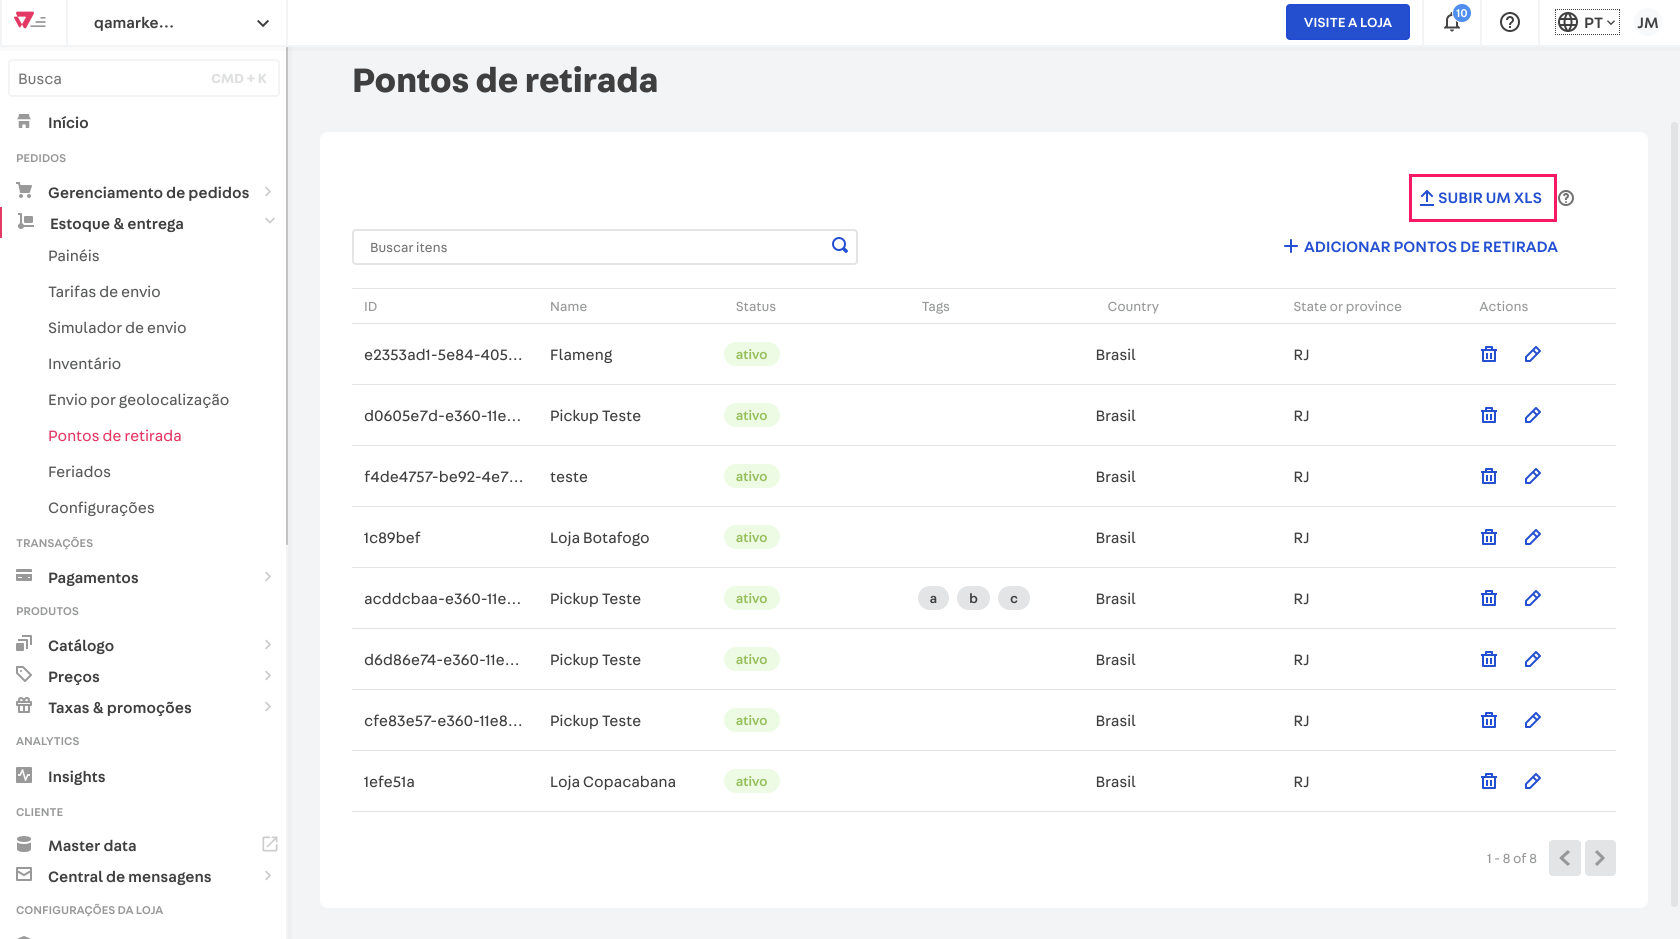 qamarke...
VISITE A LOJA
10
PT
JM
Busca
CMD + K
Início
PEDIDOS
Gerenciamento de pedidos
Estoque & entrega
Painéis
Tarifas de envio
Simulador de envio
Inventário
Envio por geolocalização
Pontos de retirada
Feriados
Configurações
TRANSAÇÕES
Pagamentos
PRODUTOS
Catálogo
Preços
Taxas & promoções
ANALYTICS
Insights
CLIENTE
Master data
Central de mensagens
CONFIGURAÇÕES DA LOJA
Pontos de retirada
SUBIR UM XLS
Buscar itens
ADICIONAR PONTOS DE RETIRADA
ID Name Status Tags Country State or province Actions
e2353ad1-5e84-405... Flameng ativo Brasil RJ
d0605e7d-e360-11e... Pickup Teste ativo Brasil RJ
f4de4757-be92-4e7... teste ativo Brasil RJ
1c89bef Loja Botafogo ativo Brasil RJ
acddcbaa-e360-11e... Pickup Teste ativo a b c Brasil RJ
d6d86e74-e360-11e... Pickup Teste ativo Brasil RJ
cfe83e57-e360-11e8... Pickup Teste ativo Brasil RJ
1efe51a Loja Copacabana ativo Brasil RJ
1 - 8 of 8